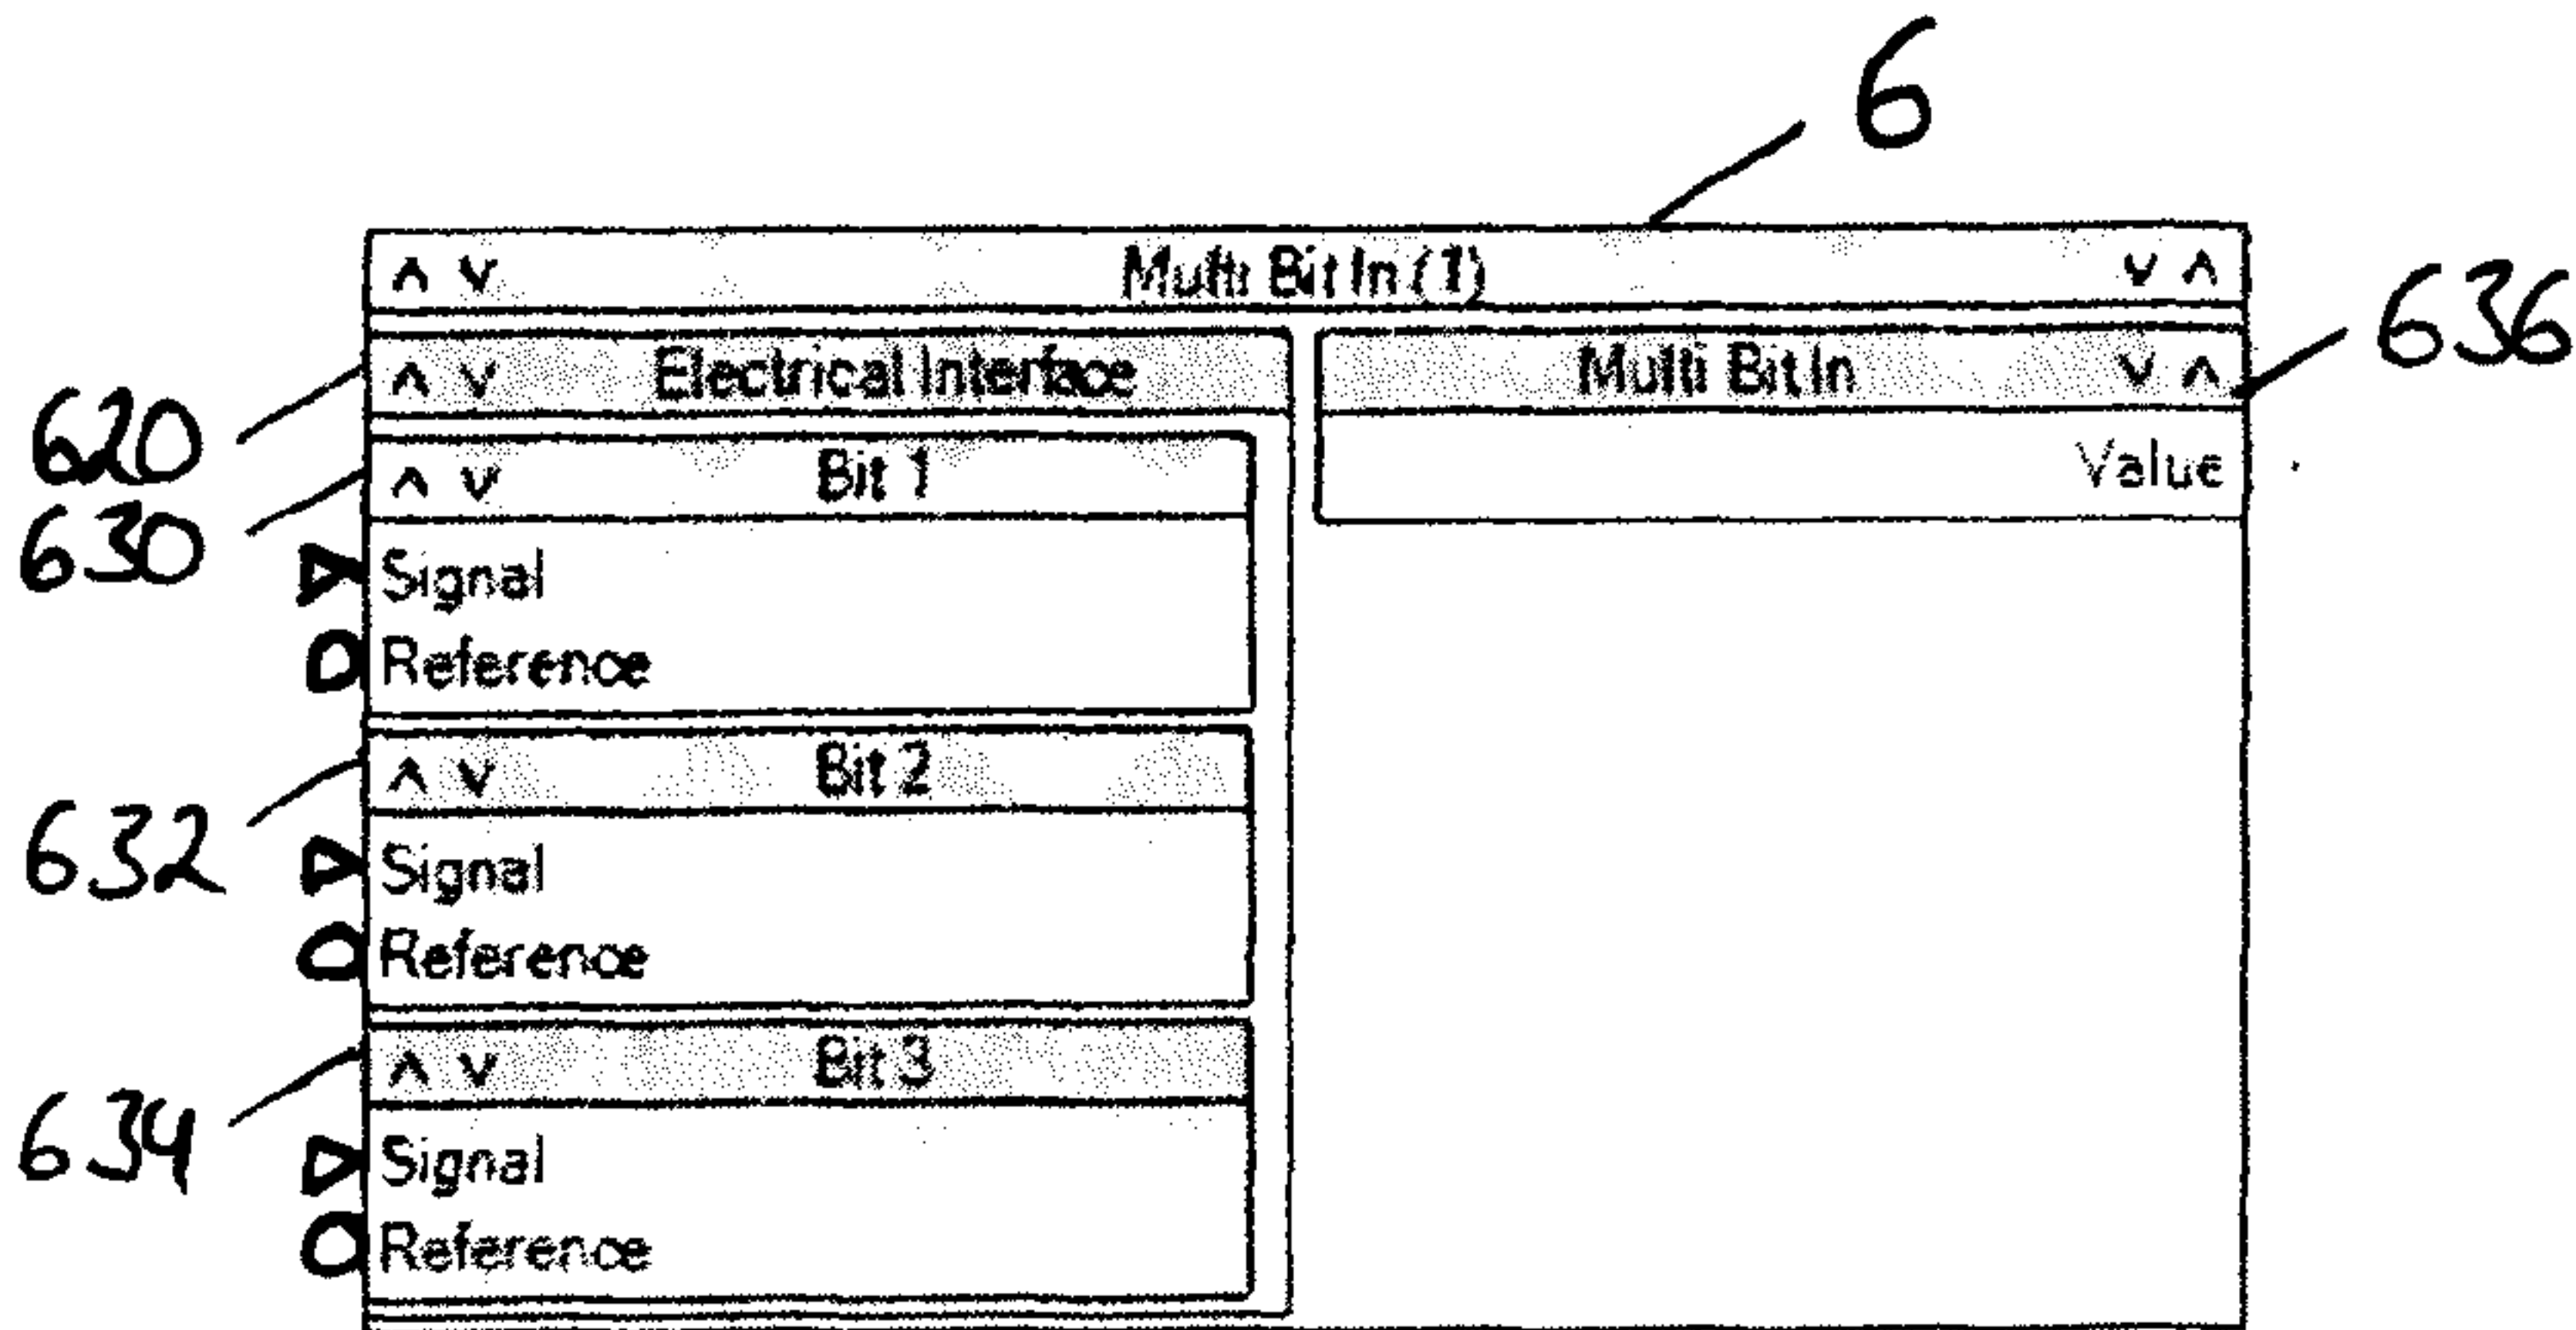 6
Multi Bit In (1)
636
620
Electrical Interface
Multi Bit In
630
Bit 1
Value
Signal
Reference
632
Bit 2
Signal
Reference
634
Bit 3
Signal
Reference